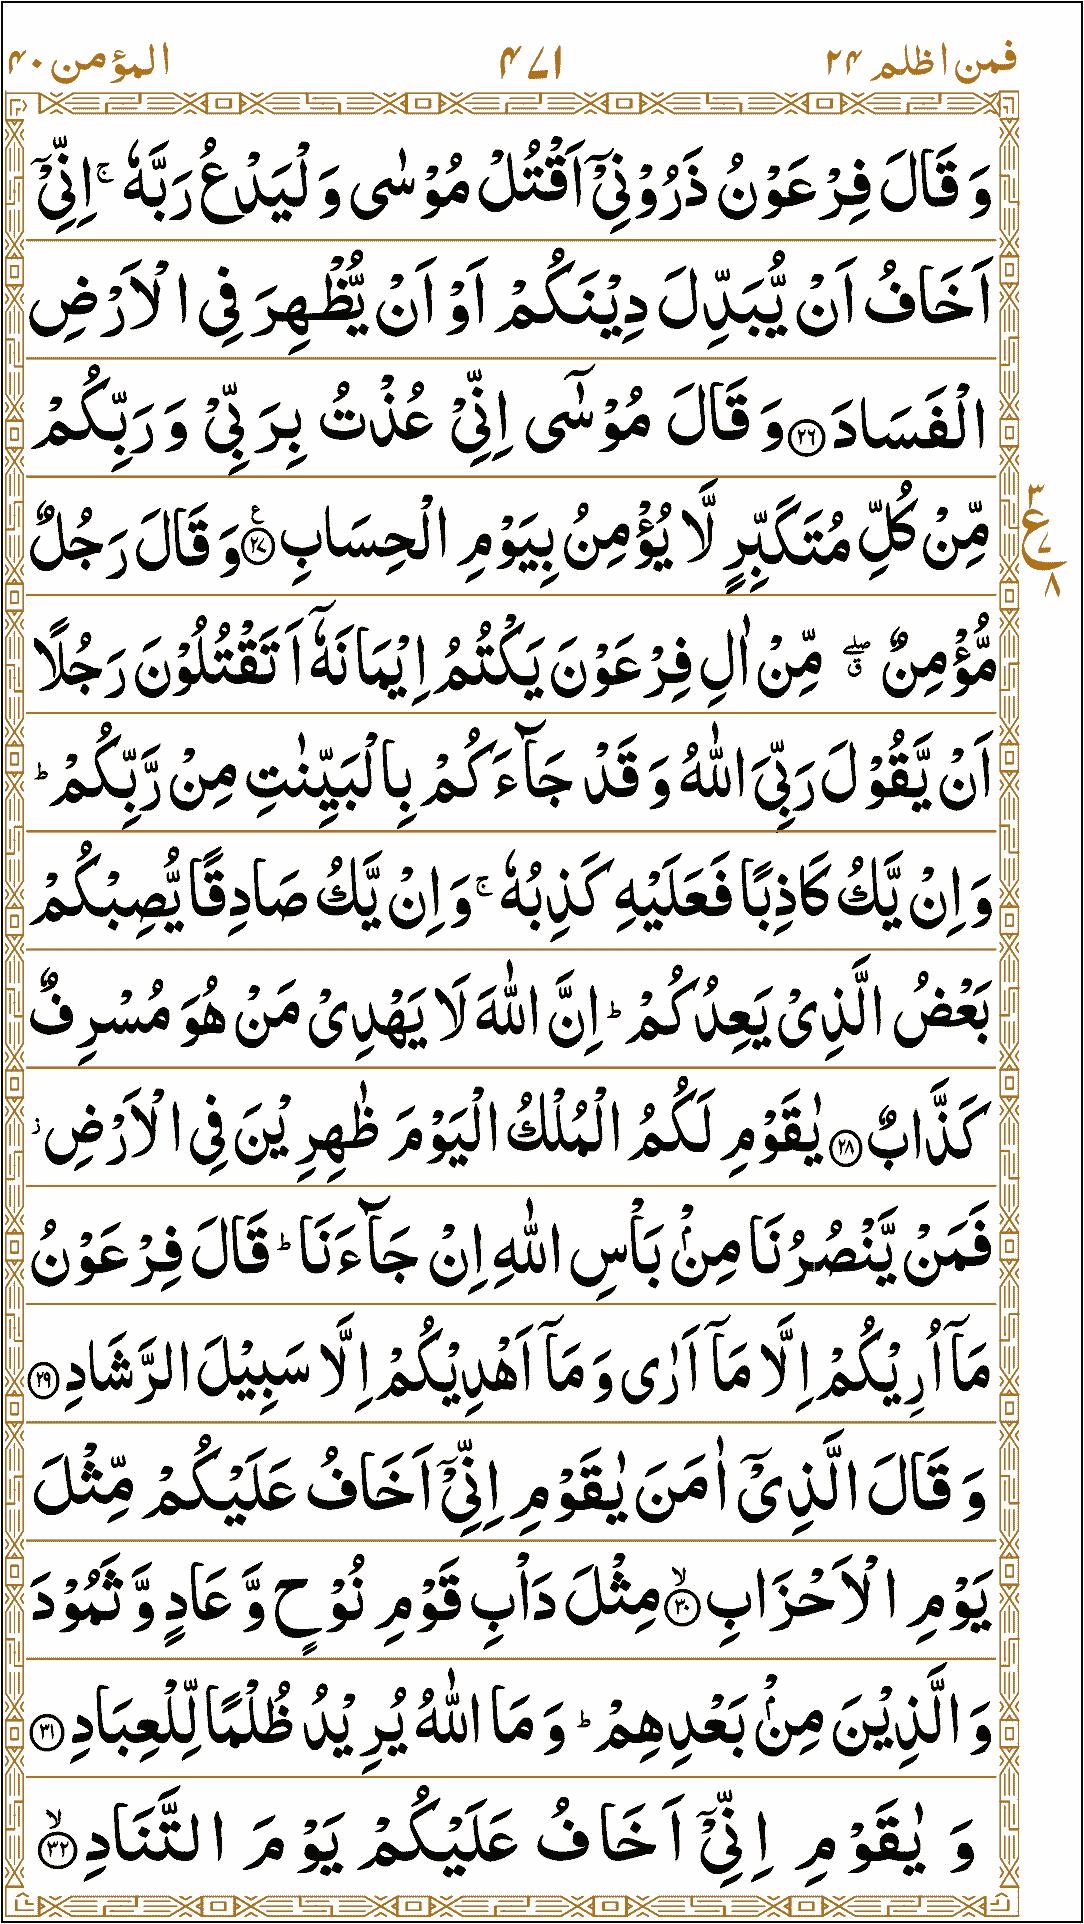 فمن اظلم ۲۴ ۴۷۱ المؤمن ۴۰
وَ قَالَ فِرْعَوْنُ ذَرُوْنِیْۤ اَقْتُلْ مُوْسٰی وَ لْیَدْعُ رَبَّهٗ ۚ اِنِّیْۤ
اَخَافُ اَنْ یُّبَدِّلَ دِیْنَكُمْ اَوْ اَنْ یُّظْهِرَ فِی الْاَرْضِ
الْفَسَادَ ﴿۲۶﴾ وَ قَالَ مُوْسٰۤی اِنِّیْ عُذْتُ بِرَبِّیْ وَ رَبِّكُمْ
مِّنْ كُلِّ مُتَكَبِّرٍ لَّا یُؤْمِنُ بِیَوْمِ الْحِسَابِ ﴿۲۷﴾ ع وَ قَالَ رَجُلٌ
۳ ع ۷ ۸
مُّؤْمِنٌ ۖۗ مِّنْ اٰلِ فِرْعَوْنَ یَكْتُمُ اِیْمَانَهٗۤ اَتَقْتُلُوْنَ رَجُلًا
اَنْ یَّقُوْلَ رَبِّیَ اللّٰهُ وَ قَدْ جَآءَكُمْ بِالْبَیِّنٰتِ مِنْ رَّبِّكُمْ ؕ
وَ اِنْ یَّكُ كَاذِبًا فَعَلَیْهِ كَذِبُهٗ ۚ وَ اِنْ یَّكُ صَادِقًا یُّصِبْكُمْ
بَعْضُ الَّذِیْ یَعِدُكُمْ ؕ اِنَّ اللّٰهَ لَا یَهْدِیْ مَنْ هُوَ مُسْرِفٌ
كَذَّابٌ ﴿۲۸﴾ یٰقَوْمِ لَكُمُ الْمُلْكُ الْیَوْمَ ظٰهِرِیْنَ فِی الْاَرْضِ ؗ
فَمَنْ یَّنْصُرُنَا مِنْۢ بَاْسِ اللّٰهِ اِنْ جَآءَنَا ؕ قَالَ فِرْعَوْنُ
مَاۤ اُرِیْكُمْ اِلَّا مَاۤ اَرٰی وَ مَاۤ اَهْدِیْكُمْ اِلَّا سَبِیْلَ الرَّشَادِ ﴿۲۹﴾
وَ قَالَ الَّذِیْۤ اٰمَنَ یٰقَوْمِ اِنِّیْۤ اَخَافُ عَلَیْكُمْ مِّثْلَ
یَوْمِ الْاَحْزَابِ ۙ﴿۳۰﴾ مِثْلَ دَاْبِ قَوْمِ نُوْحٍ وَّ عَادٍ وَّ ثَمُوْدَ
وَ الَّذِیْنَ مِنْۢ بَعْدِهِمْ ؕ وَ مَا اللّٰهُ یُرِیْدُ ظُلْمًا لِّلْعِبَادِ ﴿۳۱﴾
وَ یٰقَوْمِ اِنِّیْۤ اَخَافُ عَلَیْكُمْ یَوْمَ التَّنَادِ ۙ﴿۳۲﴾